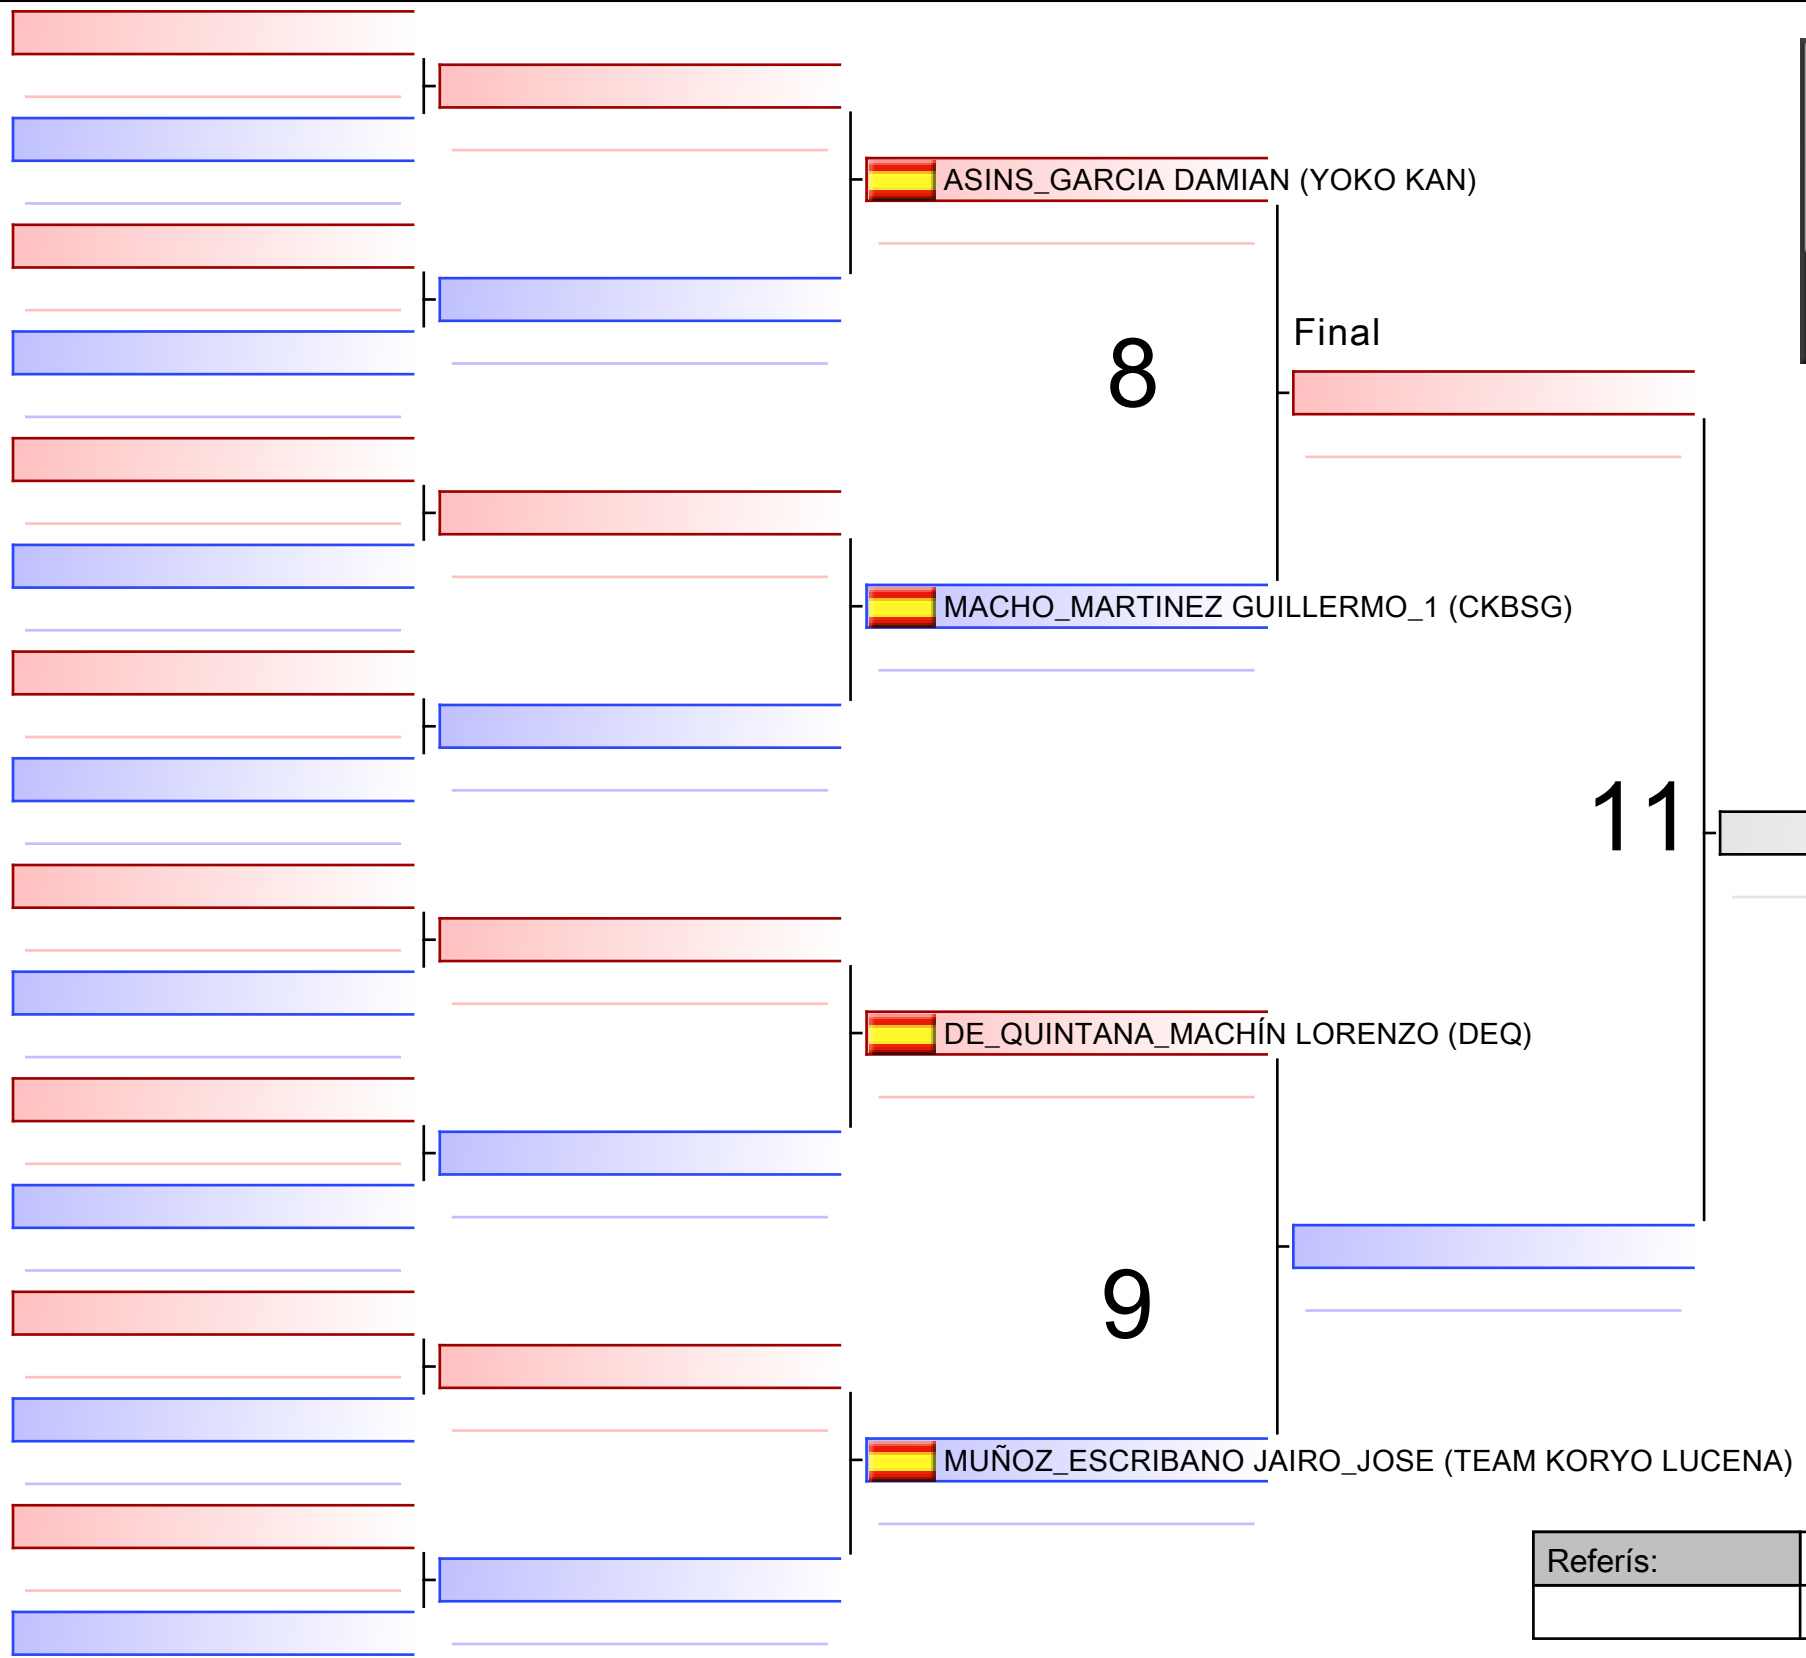 ASINS_GARCIA DAMIAN (YOKO KAN)
8
Final
MACHO_MARTINEZ GUILLERMO_1 (CKBSG)
11
DE_QUINTANA_MACHÍN LORENZO (DEQ)
9
MUÑOZ_ESCRIBANO JAIRO_JOSE (TEAM KORYO LUCENA)
Referís: